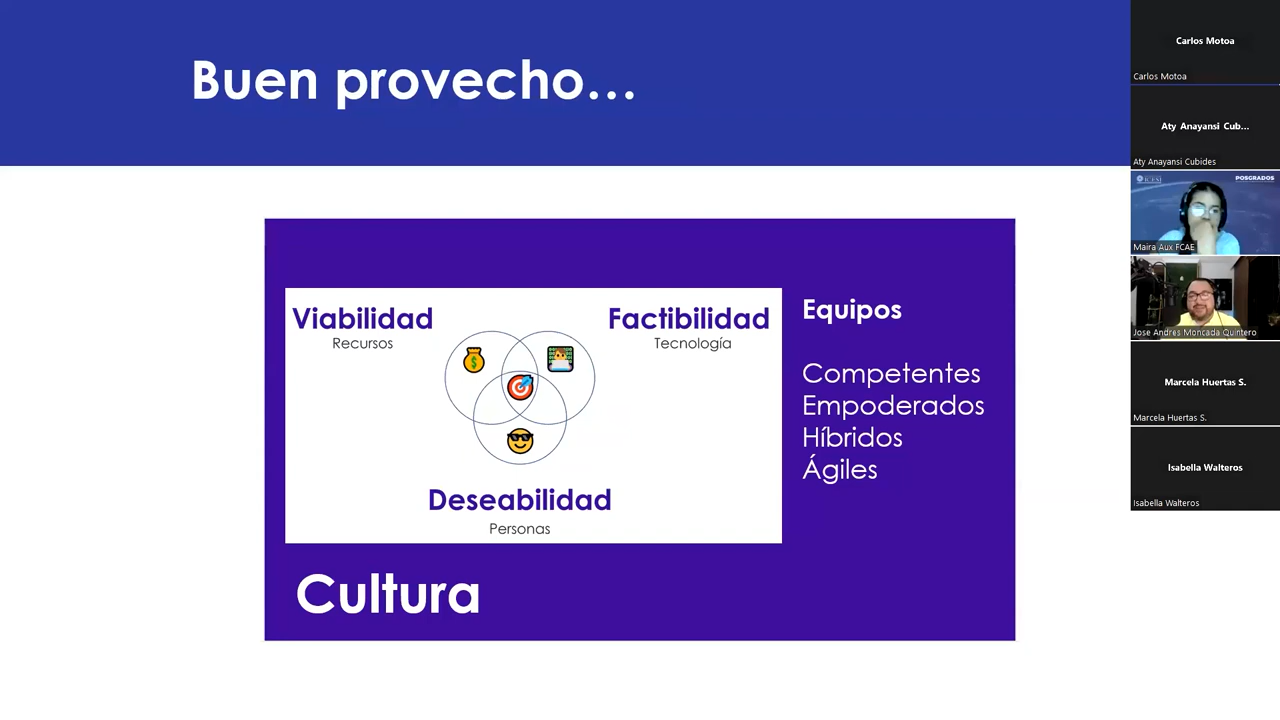 Buen provecho...
Viabilidad
Recursos
Factibilidad
Tecnología
Deseabilidad
Personas
Equipos
Competentes
Empoderados
Híbridos
Ágiles
Cultura
Carlos Motoa
Carlos Motoa
Aty Anayansi Cub...
Aty Anayansi Cubides
ICESI
POSGRADOS
Maira Aux FCAE
Jose Andres Moncada Quintero
Marcela Huertas S.
Marcela Huertas S.
Isabella Walteros
Isabella Walteros